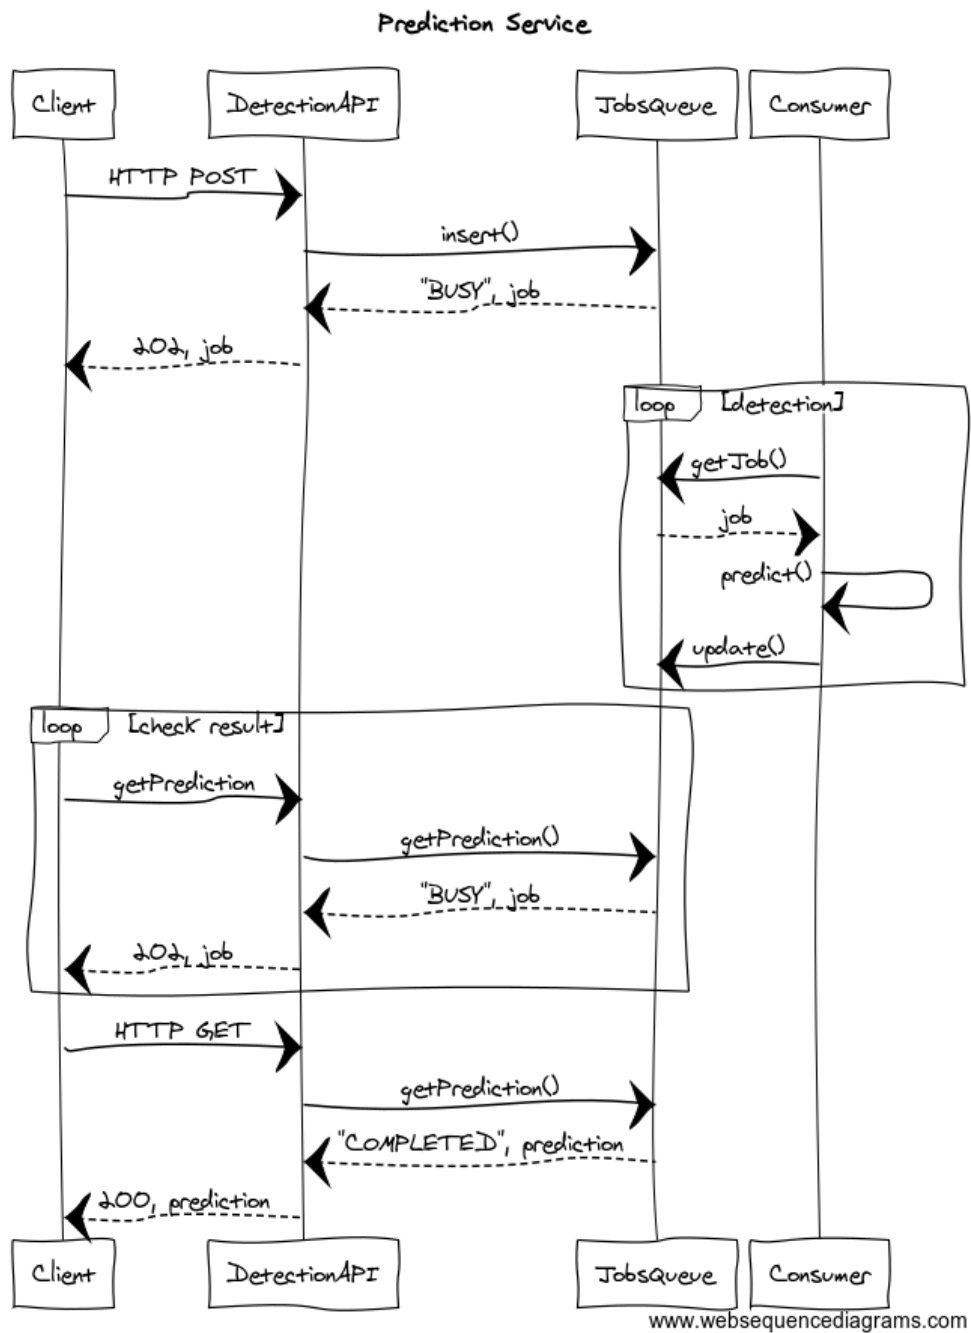 Prediction Service
Client
DetectionAPI
JobsQueue
Consumer
HTTP POST
insert()
"BUSY", job
202, job
loop
[detection]
getJob()
job
predict()
update()
loop
[check result]
getPrediction
getPrediction()
"BUSY", job
202, job
HTTP GET
getPrediction()
"COMPLETED", prediction
200, prediction
Client
DetectionAPI
JobsQueue
Consumer
www.websequencediagrams.com